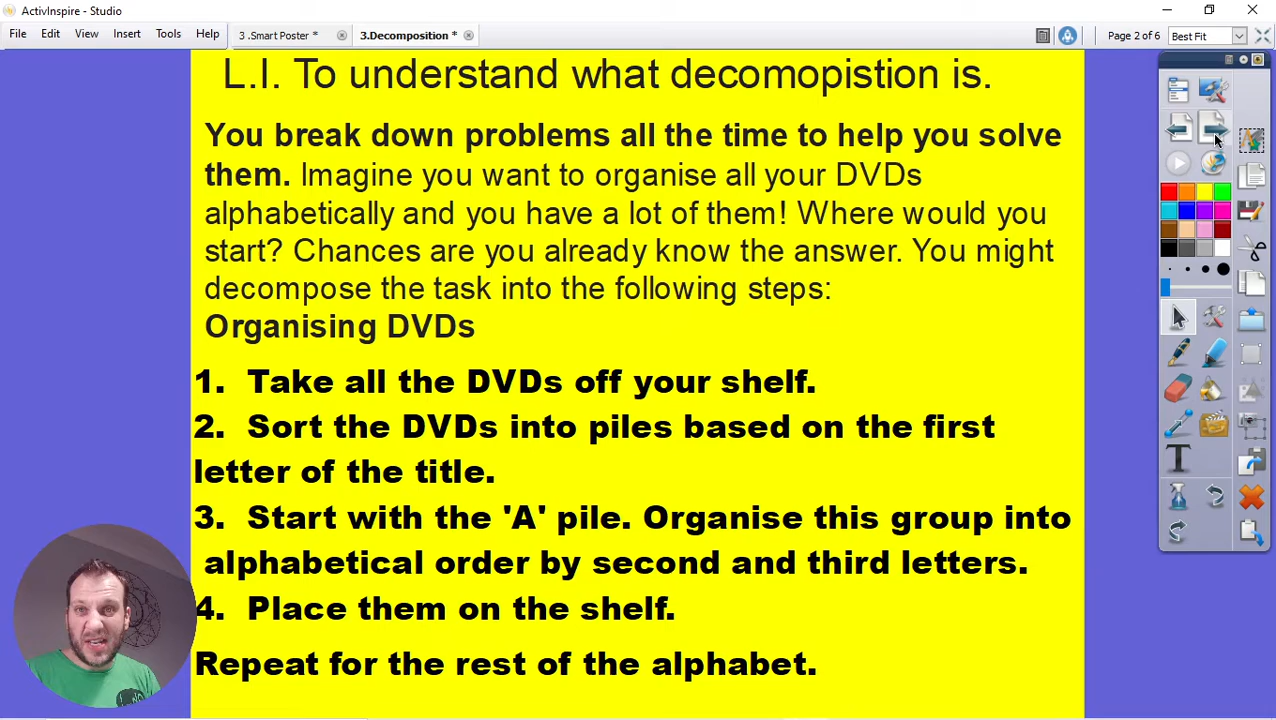 ActivInspire - Studio
File Edit View Insert Tools Help
3 .Smart Poster * 3.Decomposition * Page 2 of 6 Best Fit
L.I. To understand what decomopistion is.
You break down problems all the time to help you solve
them. Imagine you want to organise all your DVDs
alphabetically and you have a lot of them! Where would you
start? Chances are you already know the answer. You might
decompose the task into the following steps:
Organising DVDs
1. Take all the DVDs off your shelf.
2. Sort the DVDs into piles based on the first
letter of the title.
3. Start with the 'A' pile. Organise this group into
alphabetical order by second and third letters.
4. Place them on the shelf.
Repeat for the rest of the alphabet.